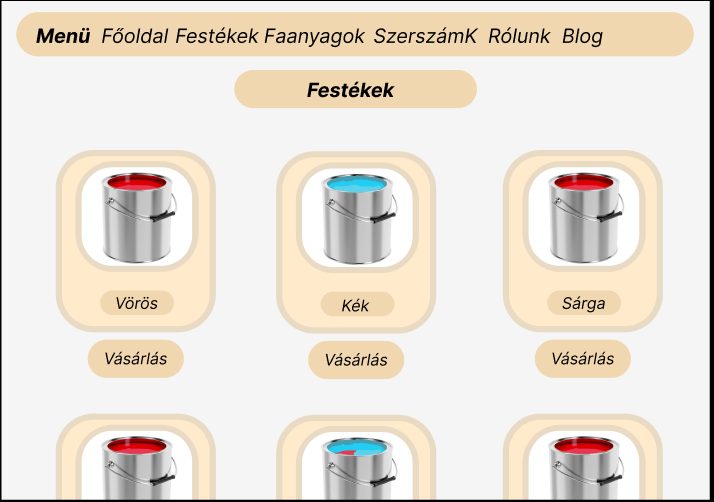 Menü Főoldal Festékek Faanyagok SzerszámK Rólunk Blog
Festékek
Vörös Kék Sárga
Vásárlás Vásárlás Vásárlás